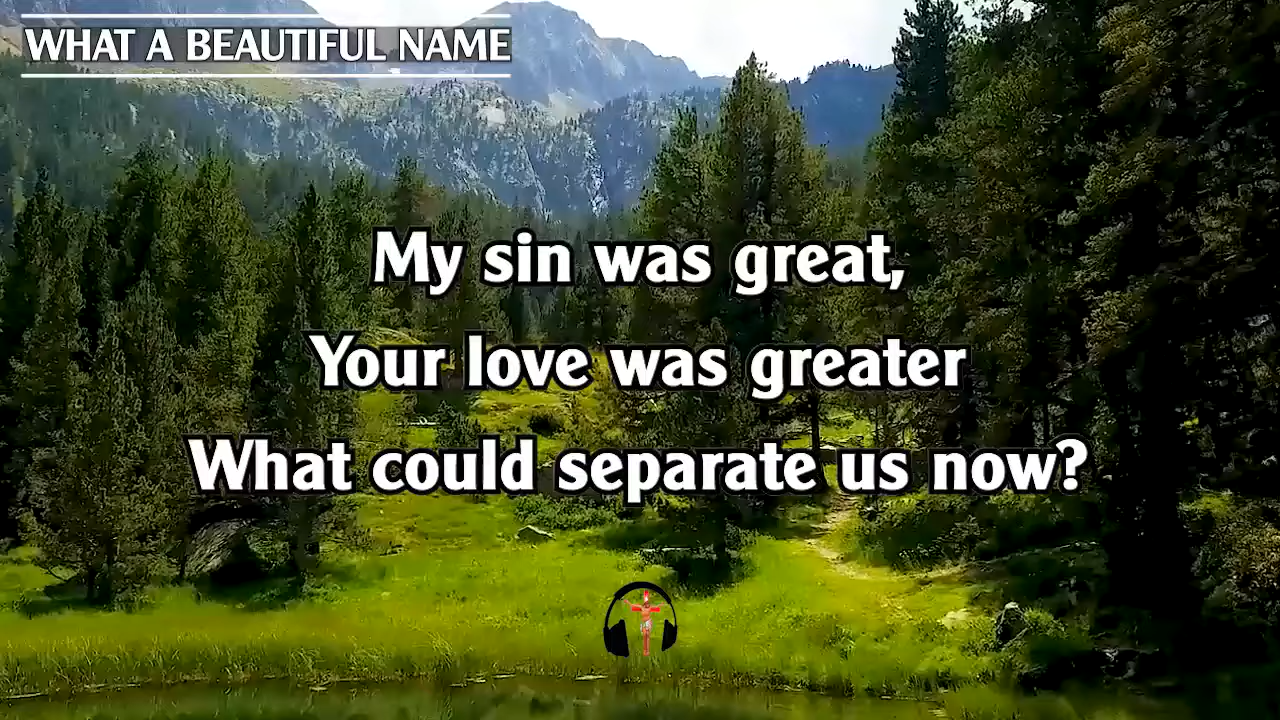 WHAT A BEAUTIFUL NAME
My sin was great,
Your love was greater
What could separate us now?